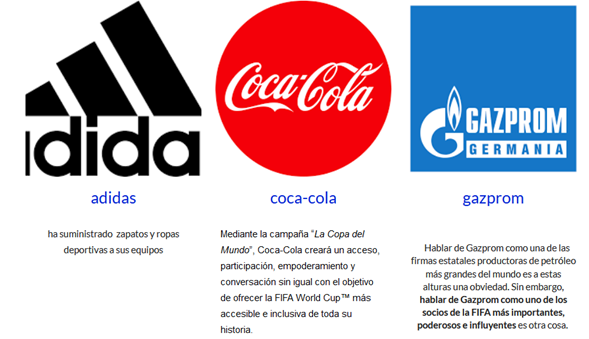 dida
Coca-Cola
GAZPROM
GERMANIA
adidas
coca-cola
gazprom
ha suministrado zapatos y ropas
deportivas a sus equipos
Mediante la campaña “La Copa del
Mundo”, Coca-Cola creará un acceso,
participación, empoderamiento y
conversación sin igual con el objetivo
de ofrecer la FIFA World Cup™ más
accesible e inclusiva de toda su
historia.
Hablar de Gazprom como una de las
firmas estatales productoras de petróleo
más grandes del mundo es a estas
alturas una obviedad. Sin embargo,
hablar de Gazprom como uno de los
socios de la FIFA más importantes,
poderosos e influyentes es otra cosa.